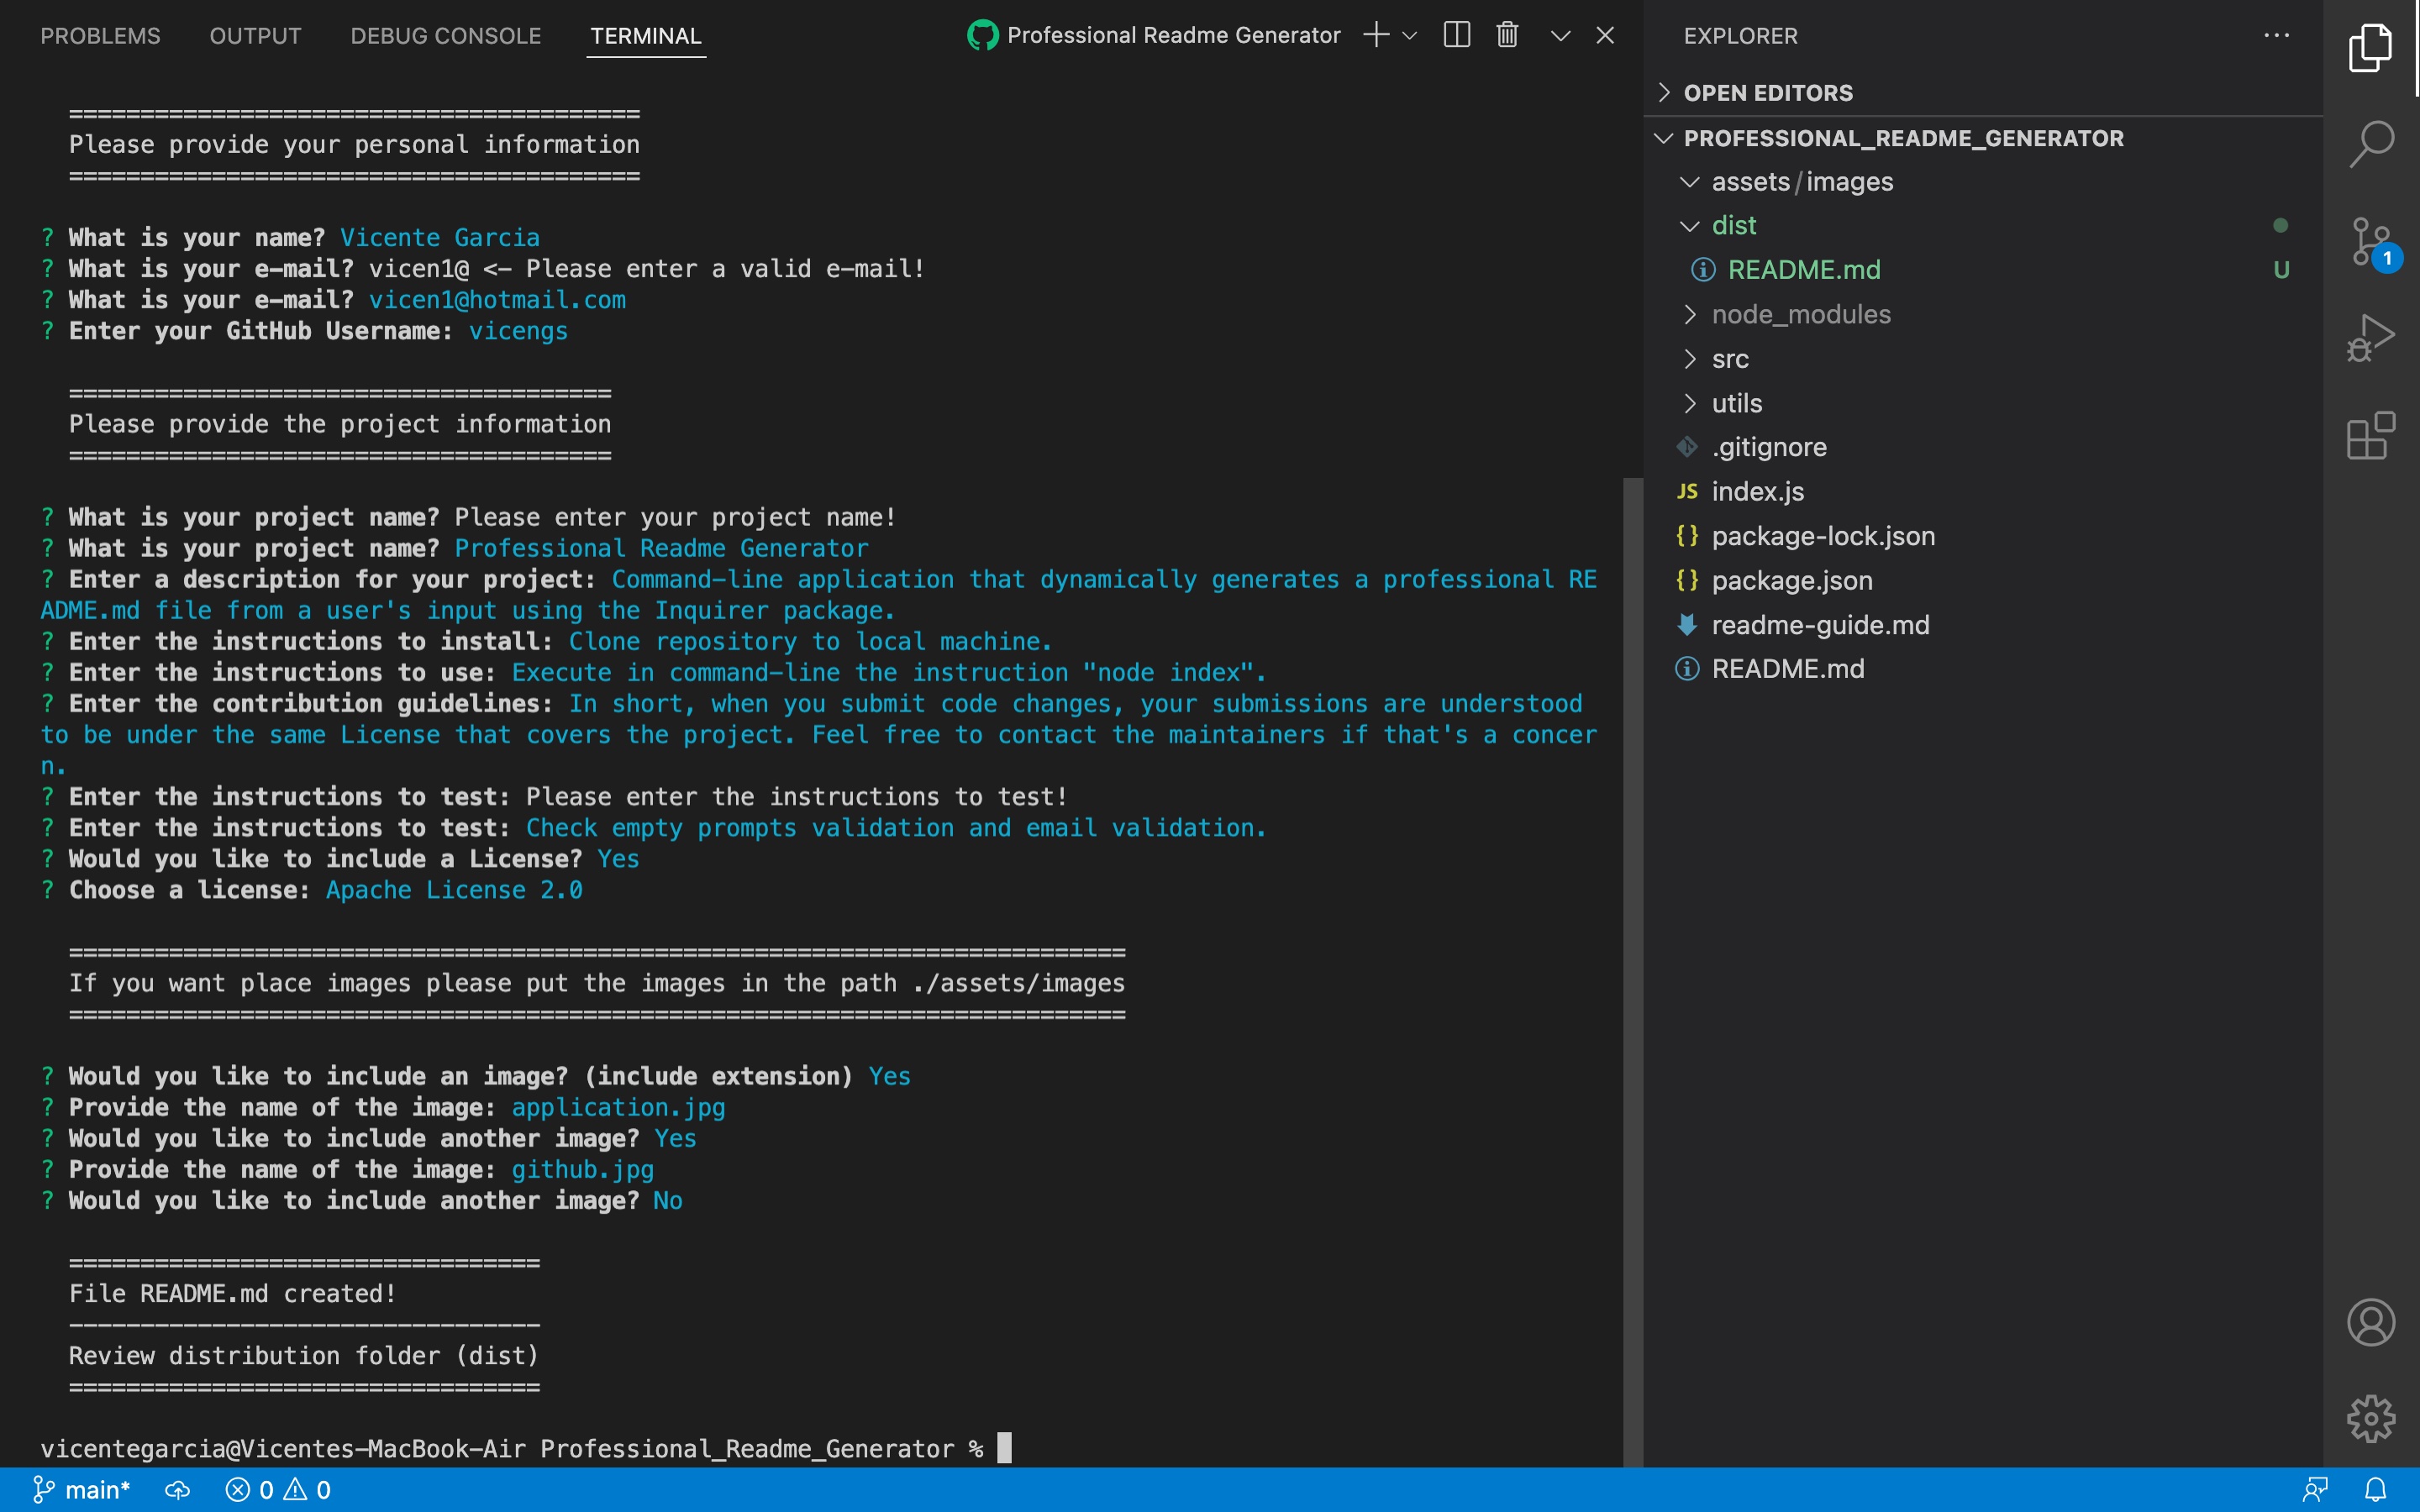 PROBLEMS OUTPUT DEBUG CONSOLE TERMINAL Professional Readme Generator
=======================================
Please provide your personal information
=======================================
? What is your name? Vicente Garcia
? What is your e-mail? vicen1@ <- Please enter a valid e-mail!
? What is your e-mail? vicen1@hotmail.com
? Enter your GitHub Username: vicengs
======================================
Please provide the project information
======================================
? What is your project name? Please enter your project name!
? What is your project name? Professional Readme Generator
? Enter a description for your project: Command-line application that dynamically generates a professional RE
ADME.md file from a user's input using the Inquirer package.
? Enter the instructions to install: Clone repository to local machine.
? Enter the instructions to use: Execute in command-line the instruction "node index".
? Enter the contribution guidelines: In short, when you submit code changes, your submissions are understood
to be under the same License that covers the project. Feel free to contact the maintainers if that's a concer
n.
? Enter the instructions to test: Please enter the instructions to test!
? Enter the instructions to test: Check empty prompts validation and email validation.
? Would you like to include a License? Yes
? Choose a license: Apache License 2.0
==========================================================================
If you want place images please put the images in the path ./assets/images
==========================================================================
? Would you like to include an image? (include extension) Yes
? Provide the name of the image: application.jpg
? Would you like to include another image? Yes
? Provide the name of the image: github.jpg
? Would you like to include another image? No
=================================
File README.md created!
---------------------------------
Review distribution folder (dist)
=================================
vicentegarcia@Vicentes-MacBook-Air Professional_Readme_Generator %
EXPLORER
OPEN EDITORS
PROFESSIONAL_README_GENERATOR
assets/images
dist
README.md U
node_modules
src
utils
.gitignore
JS index.js
{} package-lock.json
{} package.json
readme-guide.md
README.md
1
main* 0 0